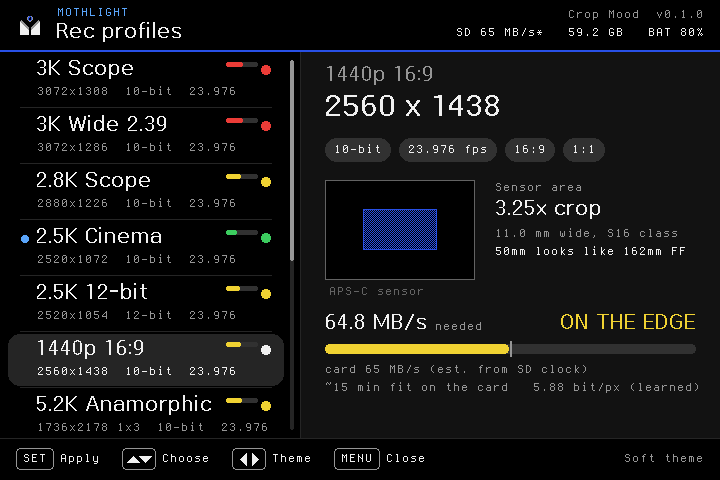 MOTHLIGHT
Rec profiles
Crop Mood v0.1.0
SD 65 MB/s* 59.2 GB BAT 80%
3K Scope
3072x1308 10-bit 23.976
3K Wide 2.39
3072x1286 10-bit 23.976
2.8K Scope
2880x1226 10-bit 23.976
2.5K Cinema
2520x1072 10-bit 23.976
2.5K 12-bit
2520x1054 12-bit 23.976
1440p 16:9
2560x1438 10-bit 23.976
5.2K Anamorphic
1736x2178 1x3 10-bit 23.976
1440p 16:9
2560 x 1438
10-bit 23.976 fps 16:9 1:1
Sensor area
3.25x crop
11.0 mm wide, S16 class
50mm looks like 162mm FF
APS-C sensor
64.8 MB/s needed ON THE EDGE
card 65 MB/s (est. from SD clock)
~15 min fit on the card 5.88 bit/px (learned)
SET Apply Choose Theme MENU Close Soft theme